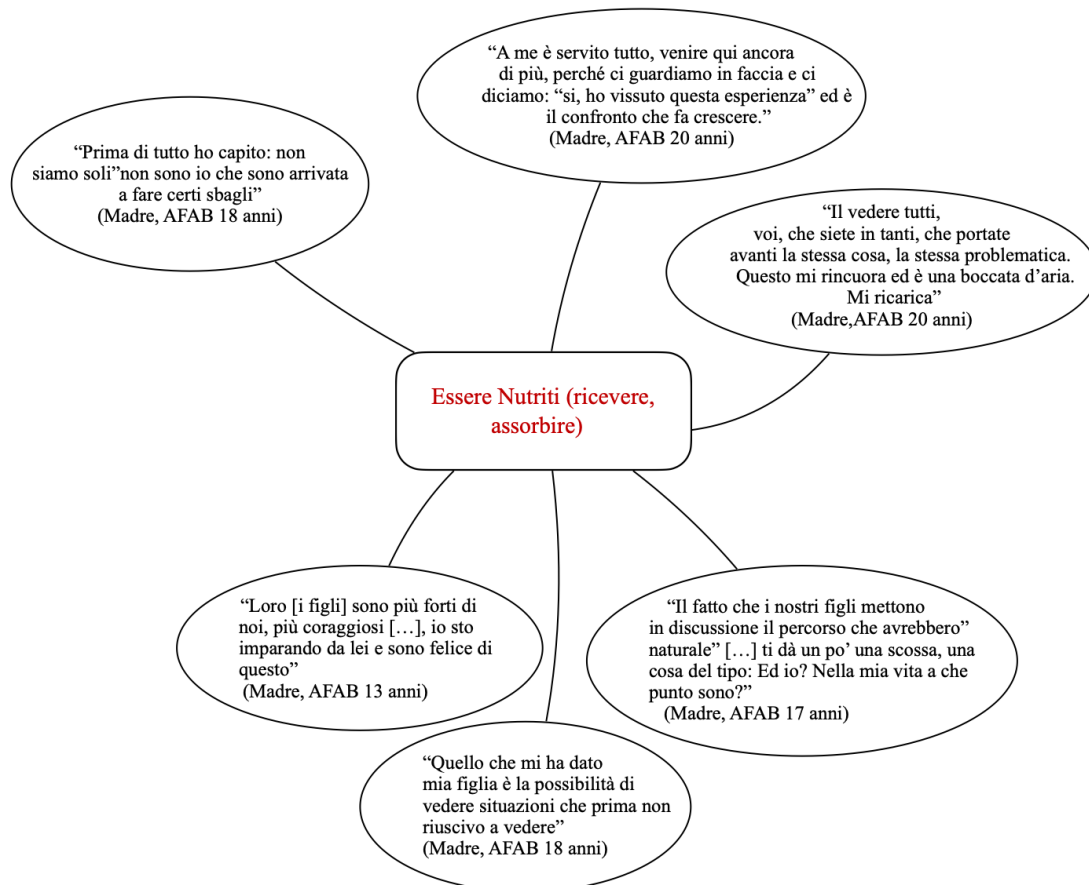 “A me è servito tutto, venire qui ancora
di più, perché ci guardiamo in faccia e ci
diciamo: “si, ho vissuto questa esperienza” ed è
il confronto che fa crescere.”
(Madre, AFAB 20 anni)
“Prima di tutto ho capito: non
siamo soli”non sono io che sono arrivata
a fare certi sbagli”
(Madre, AFAB 18 anni)
“Il vedere tutti,
voi, che siete in tanti, che portate
avanti la stessa cosa, la stessa problematica.
Questo mi rincuora ed è una boccata d’aria.
Mi ricarica”
(Madre,AFAB 20 anni)
Essere Nutriti (ricevere,
assorbire)
“Loro [i figli] sono più forti di
noi, più coraggiosi […], io sto
imparando da lei e sono felice di
questo”
(Madre, AFAB 13 anni)
“Il fatto che i nostri figli mettono
in discussione il percorso che avrebbero”
naturale” […] ti dà un po’ una scossa, una
cosa del tipo: Ed io? Nella mia vita a che
punto sono?”
(Madre, AFAB 17 anni)
“Quello che mi ha dato
mia figlia è la possibilità di
vedere situazioni che prima non
riuscivo a vedere”
(Madre, AFAB 18 anni)